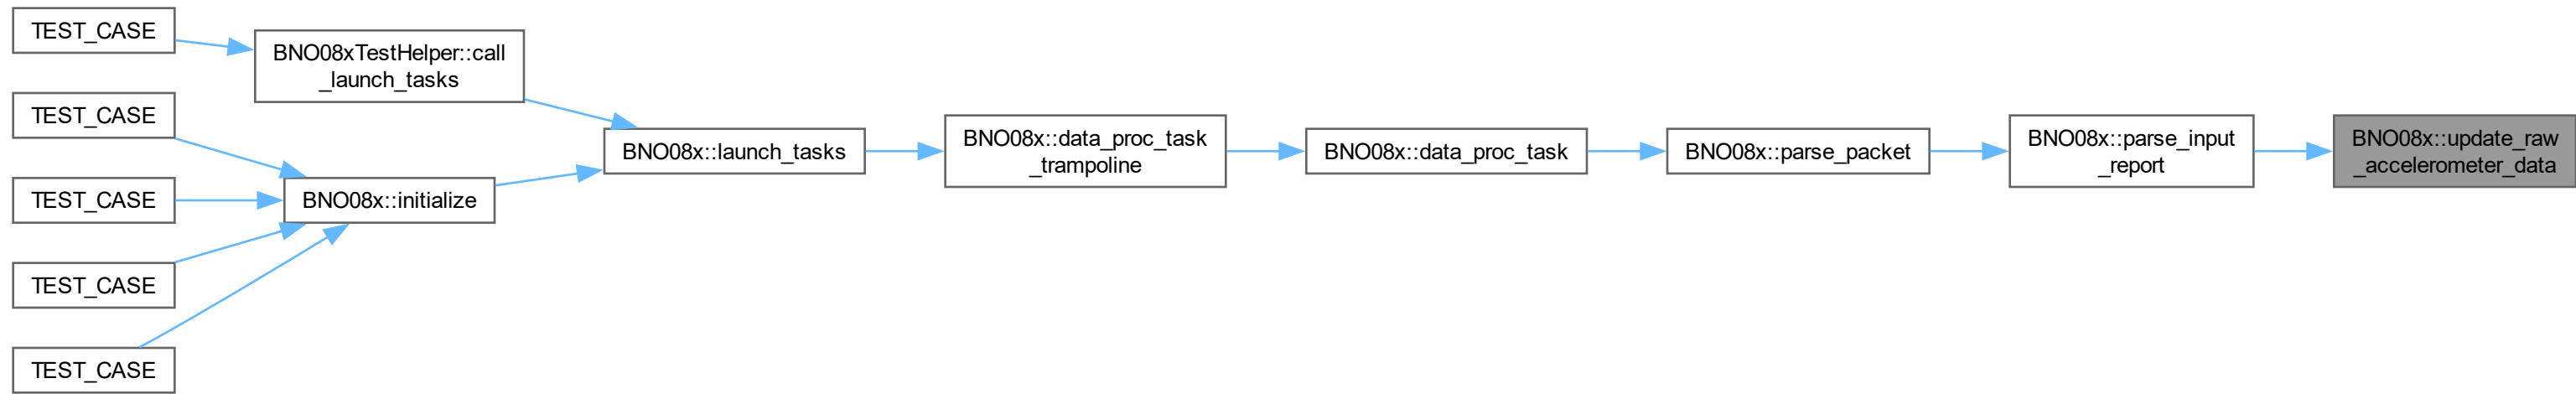 TEST_CASE
BNO08xTestHelper::call
_launch_tasks
TEST_CASE
TEST_CASE
BNO08x::initialize
TEST_CASE
TEST_CASE
BNO08x::launch_tasks
BNO08x::data_proc_task
_trampoline
BNO08x::data_proc_task
BNO08x::parse_packet
BNO08x::parse_input
_report
BNO08x::update_raw
_accelerometer_data